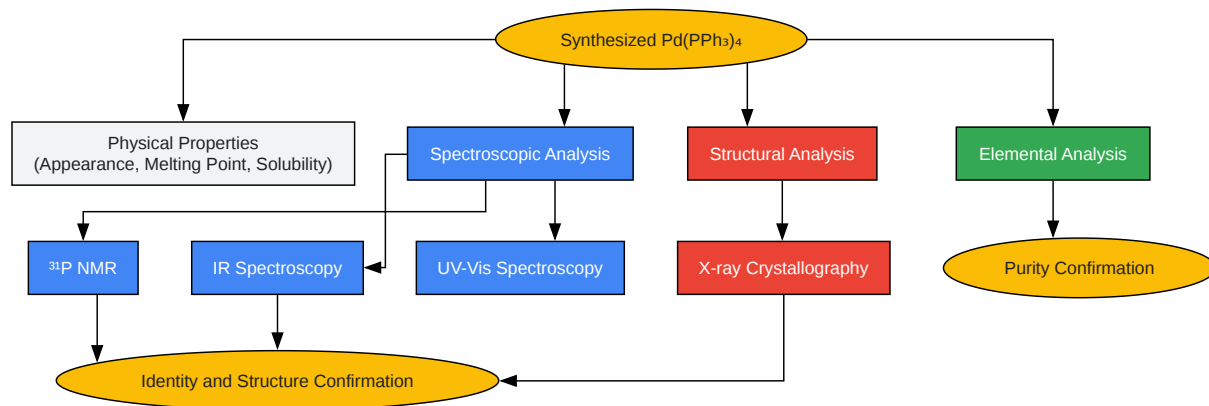 Synthesized Pd(PPh₃)₄
Physical Properties
(Appearance, Melting Point, Solubility)
Spectroscopic Analysis
Structural Analysis
Elemental Analysis
³¹P NMR
IR Spectroscopy
UV-Vis Spectroscopy
X-ray Crystallography
Purity Confirmation
Identity and Structure Confirmation